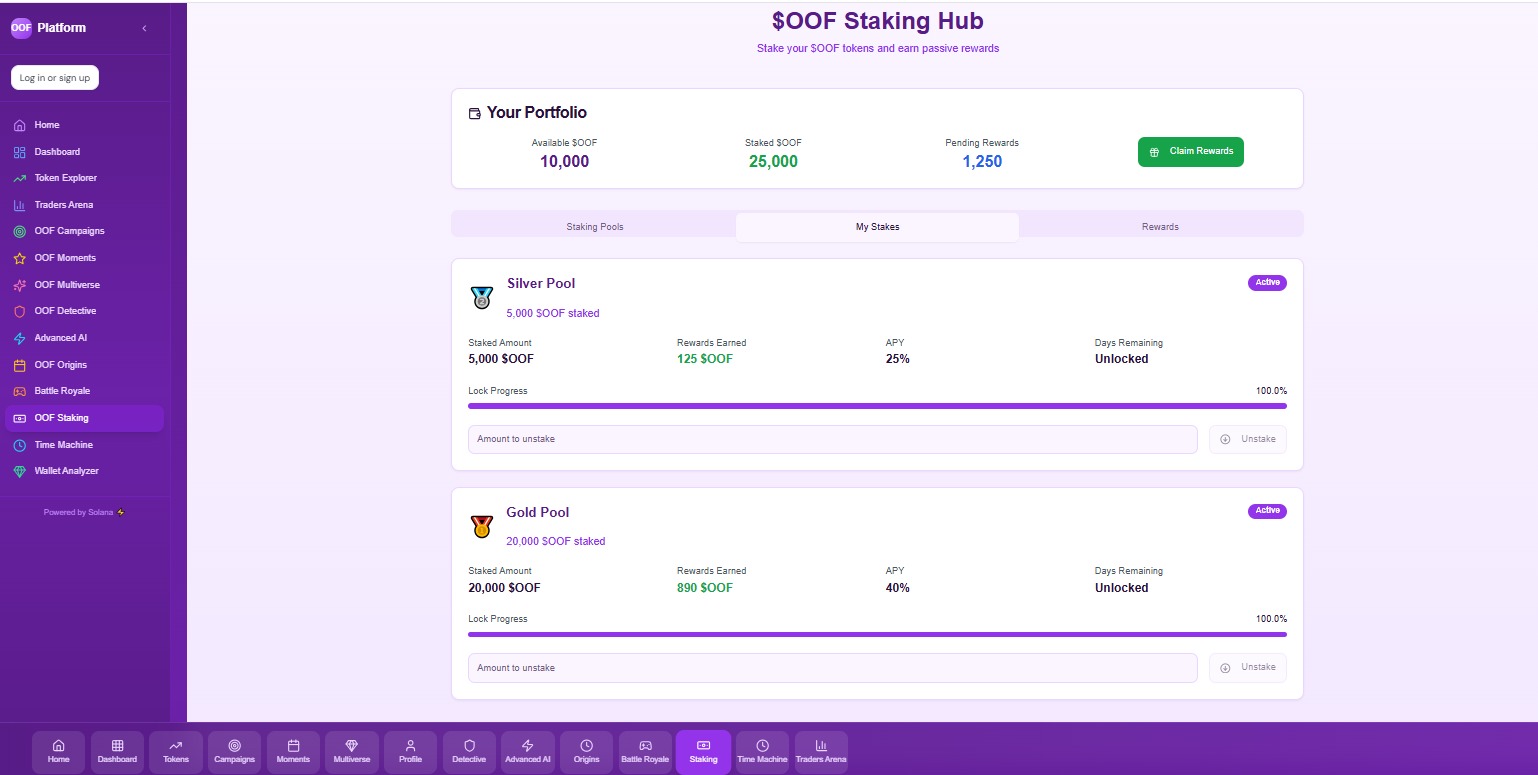 OOF Platform
Log in or sign up
Home
Dashboard
Token Explorer
Traders Arena
OOF Campaigns
OOF Moments
OOF Multiverse
OOF Detective
Advanced AI
OOF Origins
Battle Royale
OOF Staking
Time Machine
Wallet Analyzer
Powered by Solana ⚡
$OOF Staking Hub
Stake your $OOF tokens and earn passive rewards
Your Portfolio
Available $OOF Staked $OOF Pending Rewards
10,000 25,000 1,250
Claim Rewards
Staking Pools My Stakes Rewards
Silver Pool Active
2
5,000 $OOF staked
Staked Amount Rewards Earned APY Days Remaining
5,000 $OOF 125 $OOF 25% Unlocked
Lock Progress 100.0%
Amount to unstake Unstake
Gold Pool Active
1
20,000 $OOF staked
Staked Amount Rewards Earned APY Days Remaining
20,000 $OOF 890 $OOF 40% Unlocked
Lock Progress 100.0%
Amount to unstake Unstake
Home Dashboard Tokens Campaigns Moments Multiverse Profile Detective Advanced AI Origins Battle Royale Staking Time Machine Traders Arena